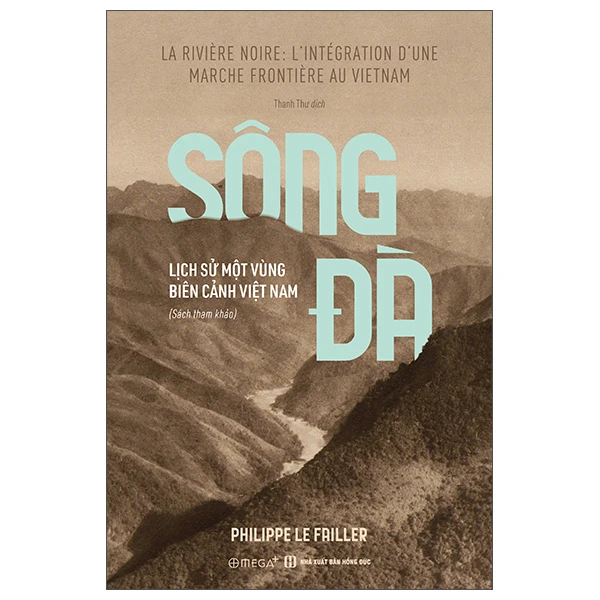 LA RIVIÈRE NOIRE: L'INTÉGRATION D'UNE
MARCHE FRONTIÈRE AU VIETNAM
Thanh Thư dịch
SÔNG
ĐÀ
LỊCH SỬ MỘT VÙNG
BIÊN CẢNH VIỆT NAM
(Sách tham khảo)
PHILIPPE LE FAILLER
OMEGA+ NHÀ XUẤT BẢN HỒNG ĐỨC